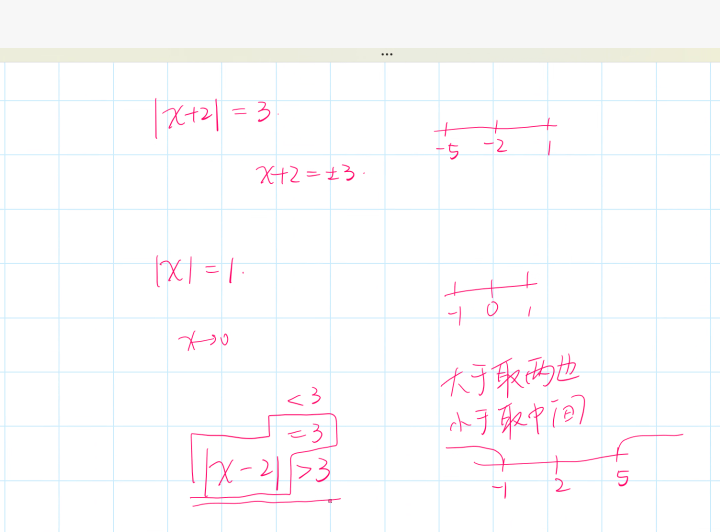 |x+2| = 3.
-5 -2 1
x+2 = ±3.
|x| = 1.
-1 0 1
x→0
大于取两边
小于取中间
< 3
= 3
|x-2| > 3
-1 2 5